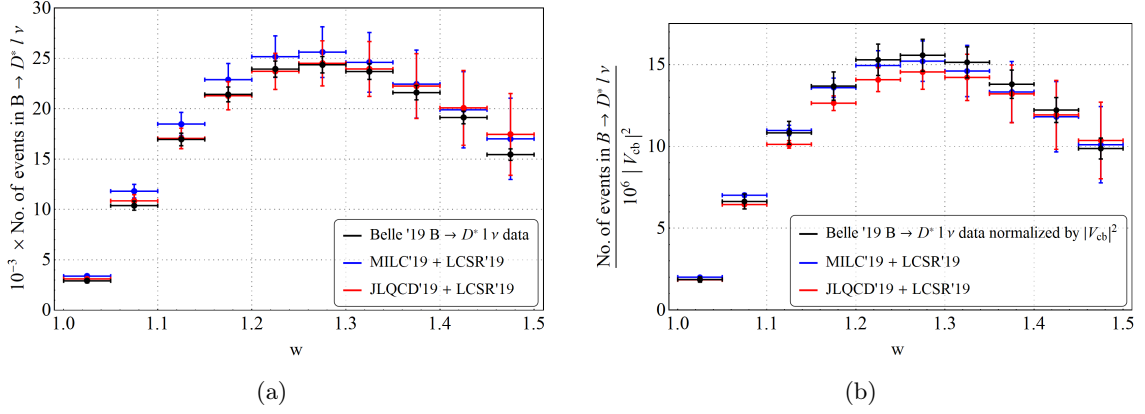 30
25
20
15
10
5
0
10⁻³ × No. of events in B → D* l ν
Belle '19 B → D* l ν data
MILC'19 + LCSR'19
JLQCD'19 + LCSR'19
1.0 1.1 1.2 1.3 1.4 1.5
w
(a)
15
10
5
0
No. of events in B → D* l ν
10⁶ | V_cb |²
Belle '19 B → D* l ν data normalized by |V_cb|²
MILC'19 + LCSR'19
JLQCD'19 + LCSR'19
1.0 1.1 1.2 1.3 1.4 1.5
w
(b)